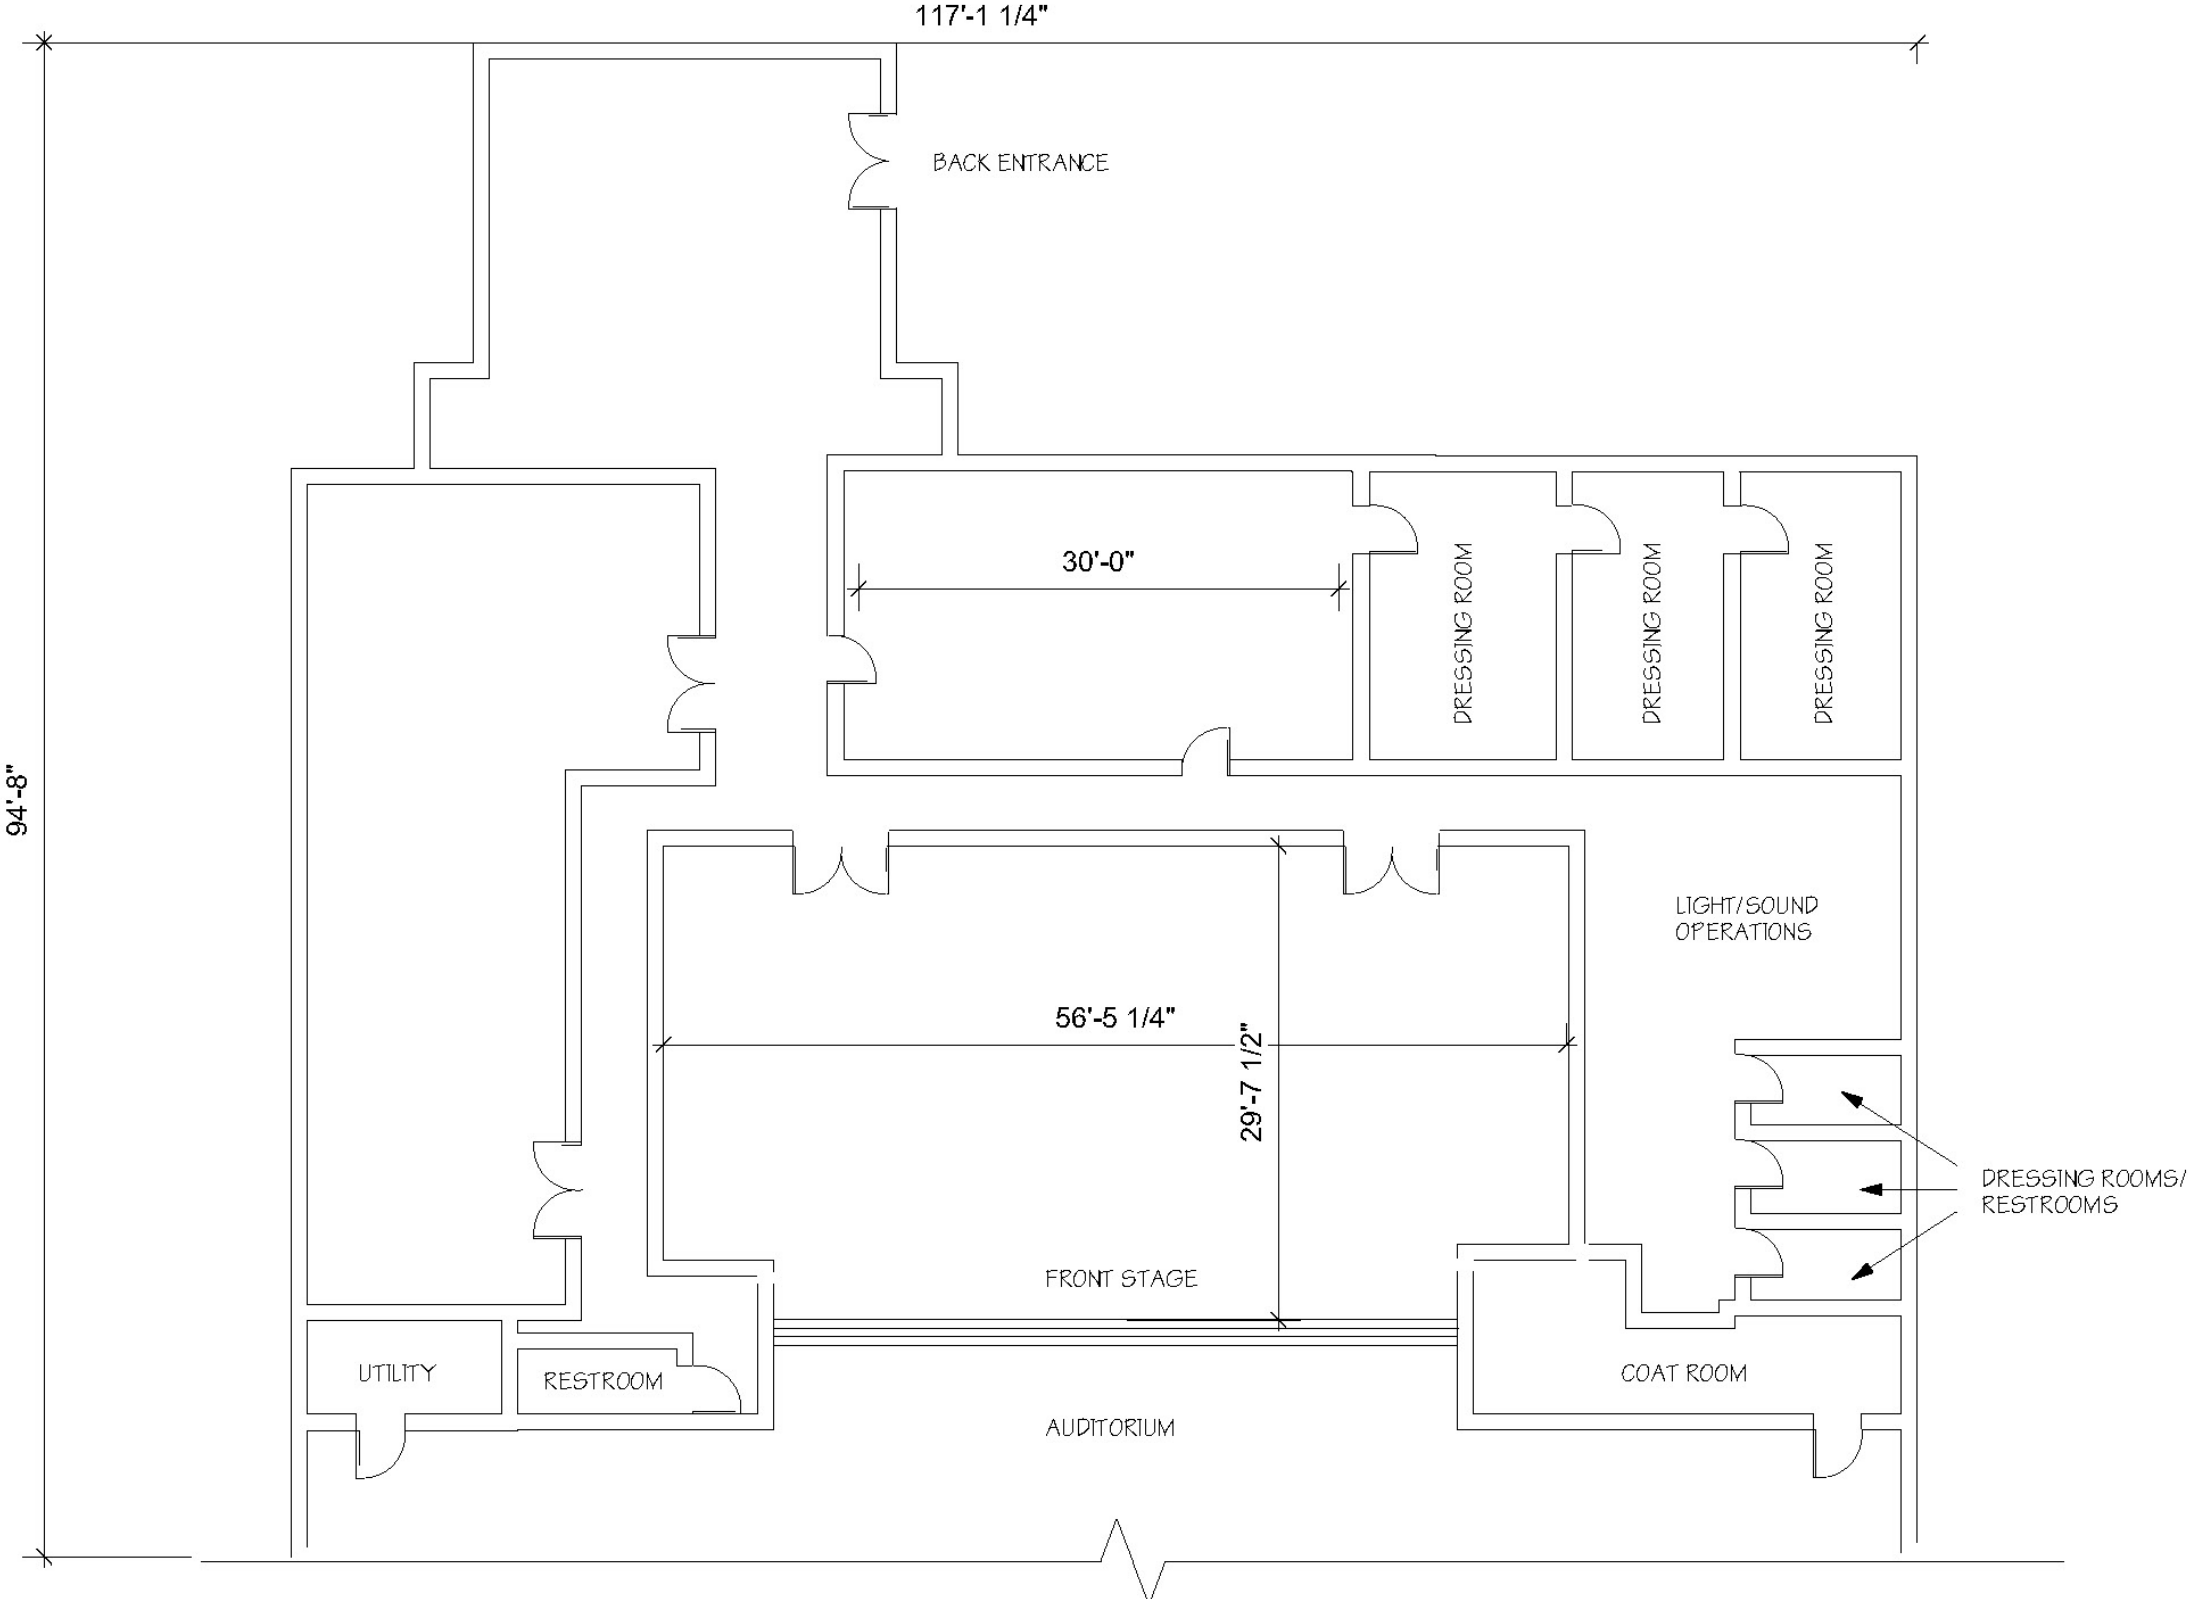 117'-1 1/4"
BACK ENTRANCE
30'-0"
DRESSING ROOM
DRESSING ROOM
DRESSING ROOM
94'-8"
LIGHT/SOUND
OPERATIONS
56'-5 1/4"
29'-7 1/2"
DRESSING ROOMS/
RESTROOMS
FRONT STAGE
UTILITY
RESTROOM
COAT ROOM
AUDITORIUM